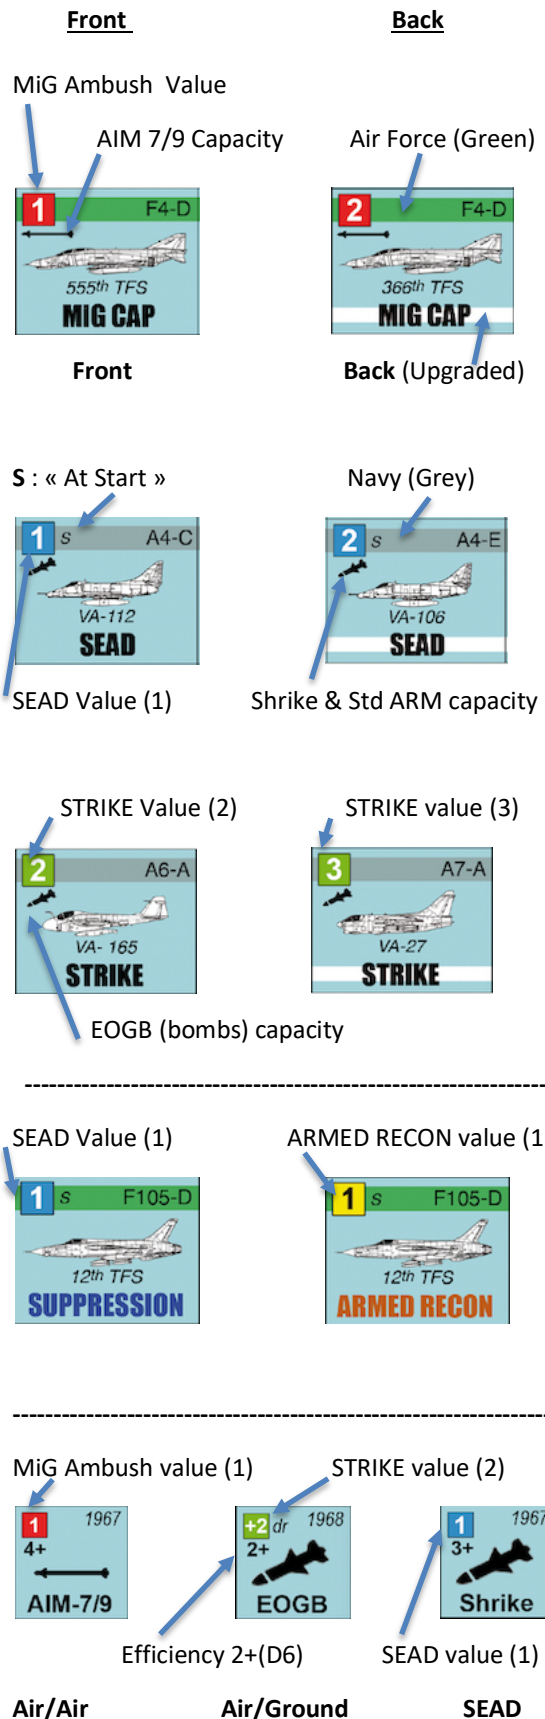 Front Back
MiG Ambush Value
AIM 7/9 Capacity Air Force (Green)
1 F4-D 2 F4-D
555th TFS 366th TFS
MiG CAP MIG CAP
Front Back (Upgraded)
S : « At Start » Navy (Grey)
1 S A4-C 2 S A4-E
VA-112 VA-106
SEAD SEAD
SEAD Value (1) Shrike & Std ARM capacity
STRIKE Value (2) STRIKE value (3)
2 A6-A 3 A7-A
VA- 165 VA-27
STRIKE STRIKE
EOGB (bombs) capacity
--------------------------------------------------------------
SEAD Value (1) ARMED RECON value (1
1 S F105-D 1 S F105-D
12th TFS 12th TFS
SUPPRESSION ARMED RECON
--------------------------------------------------------------
MiG Ambush value (1) STRIKE value (2)
1 1967 +2 dr 1968 1 1967
4+ 2+ 3+
AIM-7/9 EOGB Shrike
Efficiency 2+(D6) SEAD value (1)
Air/Air Air/Ground SEAD